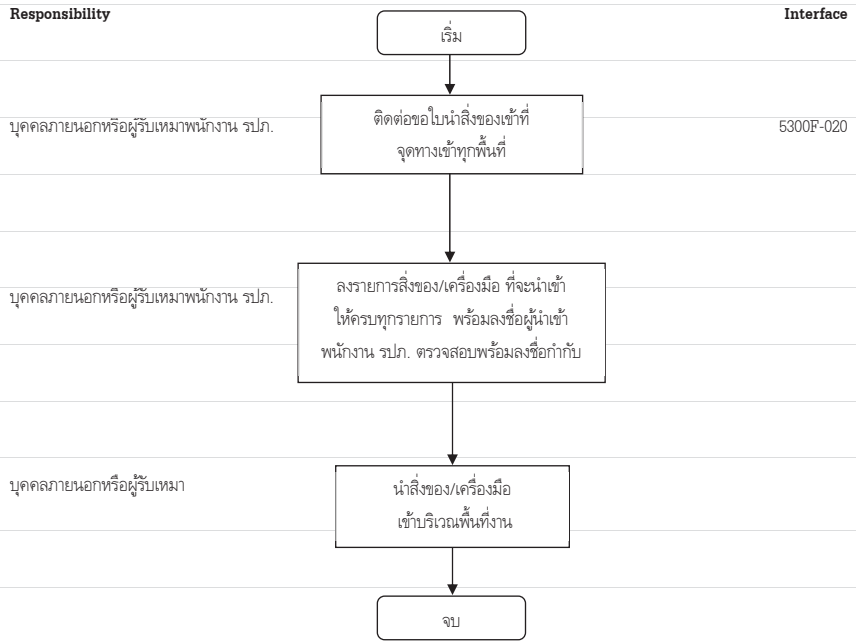 Responsibility
Interface
เริ่ม
บุคคลภายนอกหรือผู้รับเหมาพนักงาน รปภ.
ติดต่อขอใบนำสิ่งของเข้าที่
จุดทางเข้าทุกพื้นที่
5300F-020
บุคคลภายนอกหรือผู้รับเหมาพนักงาน รปภ.
ลงรายการสิ่งของ/เครื่องมือ ที่จะนำเข้า
ให้ครบทุกรายการ พร้อมลงชื่อผู้นำเข้า
พนักงาน รปภ. ตรวจสอบพร้อมลงชื่อกำกับ
บุคคลภายนอกหรือผู้รับเหมา
นำสิ่งของ/เครื่องมือ
เข้าบริเวณพื้นที่งาน
จบ